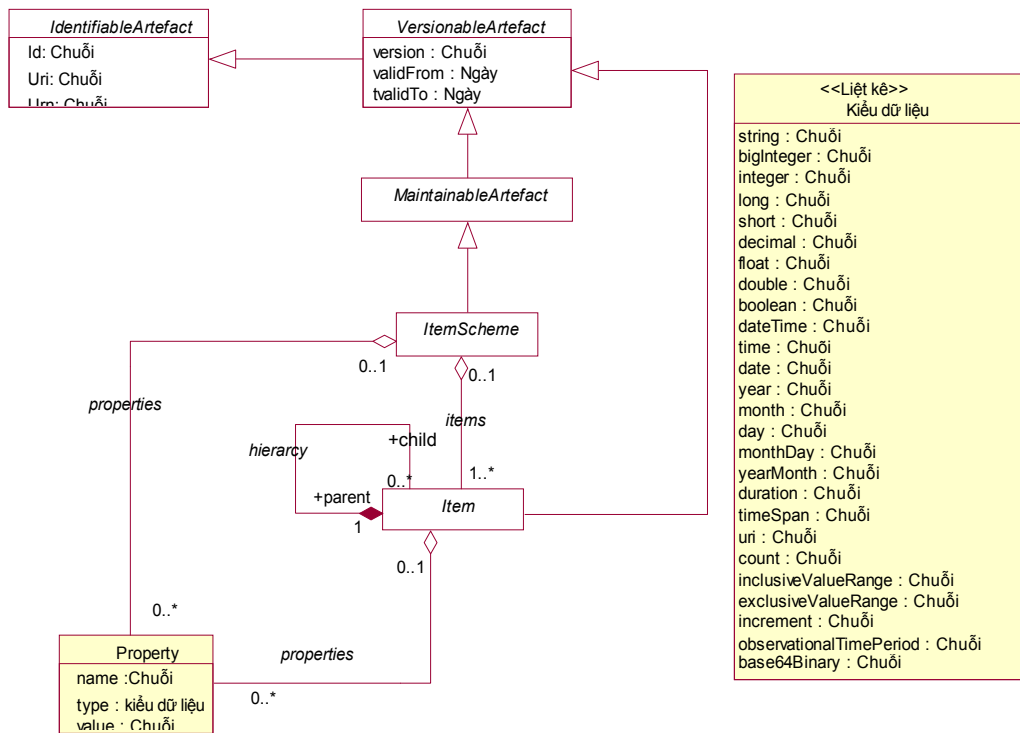 IdentifiableArtefact
Id: Chuỗi
Uri: Chuỗi
Urn: Chuỗi
VersionableArtefact
version : Chuỗi
validFrom : Ngày
tvalidTo : Ngày
MaintainableArtefact
ItemScheme
0..1
0..1
properties
items
hierarcy
+child
0..*
1..*
+parent
1
Item
0..1
0..*
properties
0..*
Property
name :Chuỗi
type : kiểu dữ liệu
value : Chuỗi
<<Liệt kê>>
Kiểu dữ liệu
string : Chuỗi
bigInteger : Chuỗi
integer : Chuỗi
long : Chuỗi
short : Chuỗi
decimal : Chuỗi
float : Chuỗi
double : Chuỗi
boolean : Chuỗi
dateTime : Chuỗi
time : Chuõi
date : Chuỗi
year : Chuỗi
month : Chuỗi
day : Chuỗi
monthDay : Chuỗi
yearMonth : Chuỗi
duration : Chuỗi
timeSpan : Chuỗi
uri : Chuỗi
count : Chuỗi
inclusiveValueRange : Chuỗi
exclusiveValueRange : Chuỗi
increment : Chuỗi
observationalTimePeriod : Chuỗi
base64Binary : Chuỗi